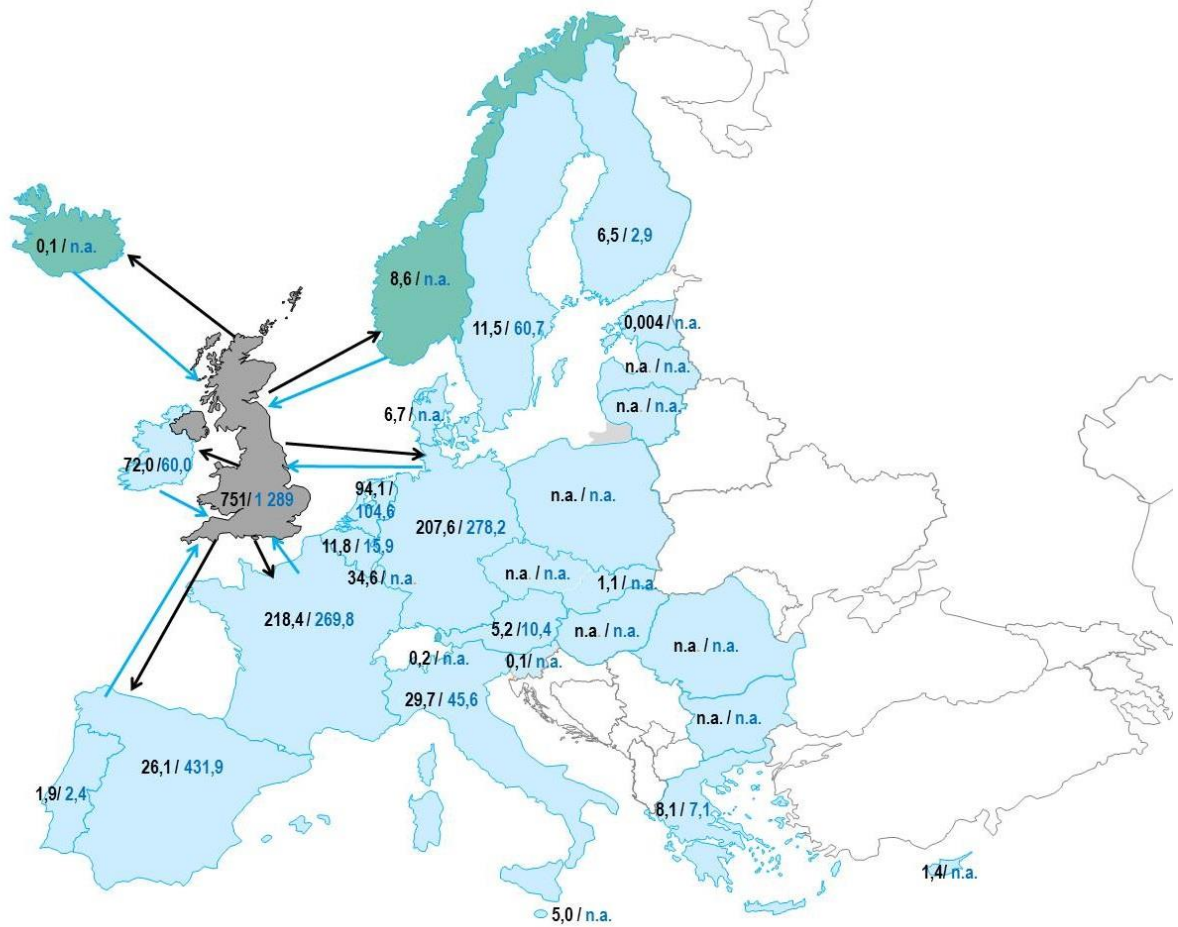 6,5 / 2,9
0,1 / n.a.
8,6 / n.a.
11,5 / 60,7
0,004 / n.a.
n.a. / n.a.
n.a. / n.a.
6,7 / n.a.
72,0 /60,0
751/ 1 289
94,1 /
104,6
207,6 / 278,2
n.a. / n.a.
11,8 / 15,9
34,6 / n.a.
n.a. / n.a.
1,1 / n.a.
218,4 / 269,8
5,2 /10,4
n.a. / n.a.
n.a. / n.a.
0,2 / n.a.
0,1/ n.a.
29,7 / 45,6
n.a. / n.a.
26,1 / 431,9
1,9/ 2,4
8,1 / 7,1
1,4/ n.a.
5,0 / n.a.